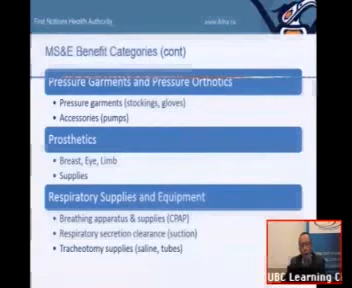 First Nations Health Authority
www.fnha.ca
MS&E Benefit Categories (cont)
Pressure Garments and Pressure Orthotics
• Pressure garments (stockings, gloves)
• Accessories (pumps)
Prosthetics
• Breast, Eye, Limb
• Supplies
Respiratory Supplies and Equipment
• Breathing apparatus & supplies (CPAP)
• Respiratory secretion clearance (suction)
• Tracheotomy supplies (saline, tubes)
UBC Learning C